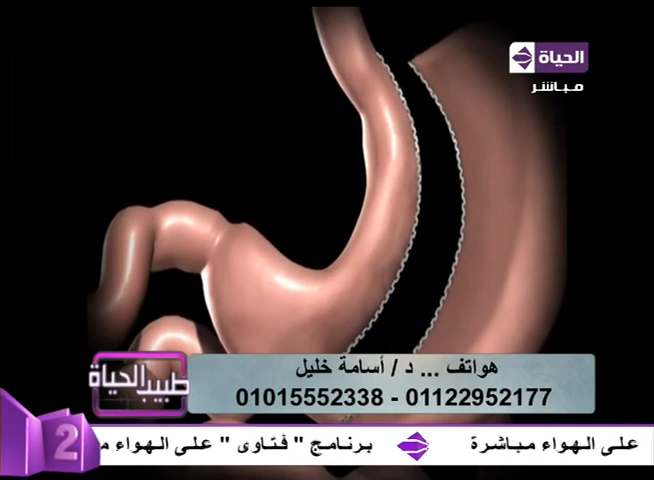 الحياة
مباشر
هواتف ... د / أسامة خليل
01015552338 - 01122952177
طبيب الحياة
على الهواء مباشرة
برنامج " فتاوى " على الهواء م
2